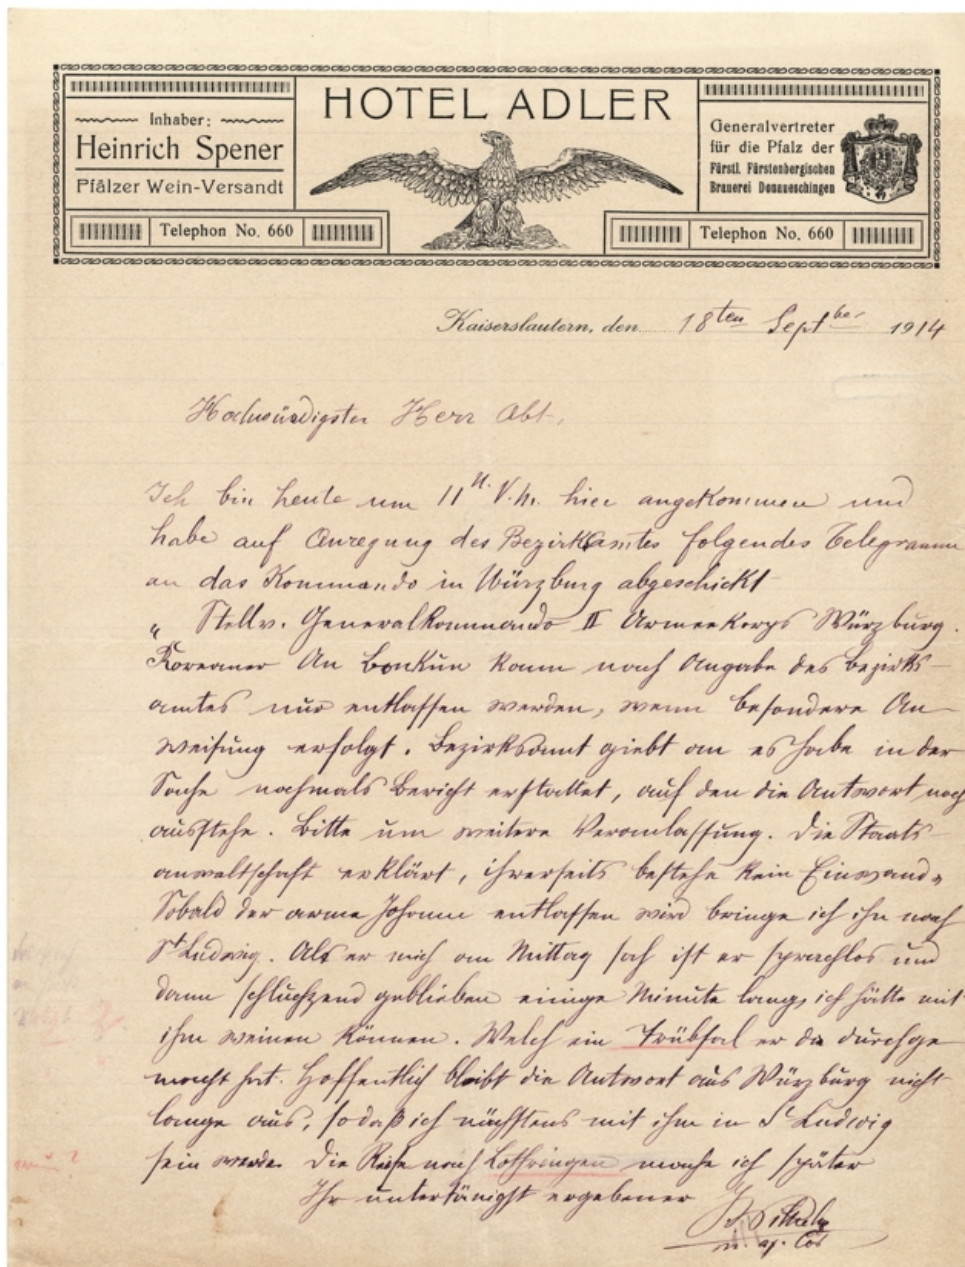 HOTEL ADLER
Inhaber:
Heinrich Spener
Pfälzer Wein-Versandt
Telephon No. 660
Generalvertreter
für die Pfalz der
Fürstl. Fürstenbergischen
Brauerei Donaueschingen
Telephon No. 660
Kaiserslautern, den 18ten Septber 1914
Hochwürdigster Herr Abt,
Ich bin heute um 11 U. V.M. hier angekommen und
habe auf Anregung des Bezirksamtes folgendes Telegramm
an das Kommando in Würzburg abgeschickt
„ Stellv. Generalkommando II Armeekorps Würzburg.
Koreaner An Bonkun kann nach Angabe des Bezirks-
amtes nur entlassen werden, wenn besondere An-
weisung erfolgt. Bezirksamt giebt an es habe in der
Sache nochmals Bericht erstattet, auf den die Antwort noch
ausstehe. Bitte um weitere Veranlassung. Die Staats-
anwaltschaft erklärt, ihrerseits bestehe kein Einwand„
Sobald der arme Johann entlassen wird bringe ich ihn nach
St Ludwig. Als er mich am Mittag sah ist er sprachlos und
dann schluchzend geblieben einige Minute lang, ich hätte mit
ihm weinen können. Welch ein Trübsal er da durchge
macht hat. Hoffentlich bleibt die Antwort aus Würzburg nicht
lange aus, sodaß ich nächstens mit ihm in St Ludwig
sein werde. Die Reise nach Lothringen mache ich später
Ihr untertänigst ergebener